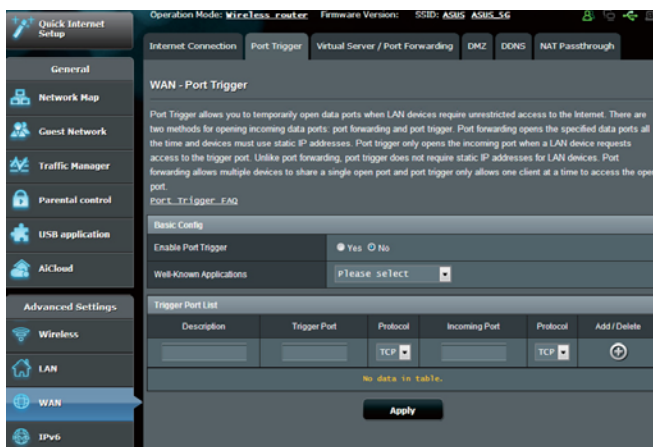 Quick Internet
Setup
Operation Mode: Wireless router Firmware Version: SSID: ASUS ASUS_5G
Internet Connection Port Trigger Virtual Server / Port Forwarding DMZ DDNS NAT Passthrough
General
Network Map
Guest Network
Traffic Manager
Parental control
USB application
AiCloud
Advanced Settings
Wireless
LAN
WAN
IPv6
WAN - Port Trigger
Port Trigger allows you to temporarily open data ports when LAN devices require unrestricted access to the Internet. There are
two methods for opening incoming data ports: port forwarding and port trigger. Port forwarding opens the specified data ports all
the time and devices must use static IP addresses. Port trigger only opens the incoming port when a LAN device requests
access to the trigger port. Unlike port forwarding, port trigger does not require static IP addresses for LAN devices. Port
forwarding allows multiple devices to share a single open port and port trigger only allows one client at a time to access the open
port.
Port Trigger FAQ
Basic Config
Enable Port Trigger Yes No
Well-Known Applications Please select
Trigger Port List
Description Trigger Port Protocol Incoming Port Protocol Add / Delete
TCP TCP
No data in table.
Apply